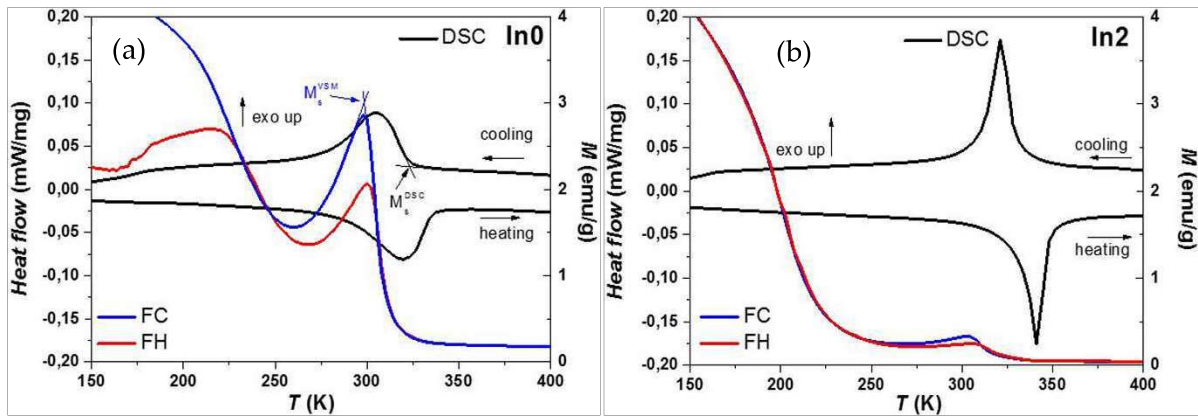 (a)
DSC
In0
M_s^VSM
exo up
cooling
M_s^DSC
heating
FC
FH
0,20
0,15
0,10
0,05
0,00
-0,05
-0,10
-0,15
-0,20
Heat flow (mW/mg)
4
3
2
1
0
M (emu/g)
150 200 250 300 350 400
T (K)
(b)
DSC
In2
exo up
cooling
heating
FC
FH
0,20
0,15
0,10
0,05
0,00
-0,05
-0,10
-0,15
-0,20
Heat flow (mW/mg)
4
3
2
1
0
M (emu/g)
150 200 250 300 350 400
T (K)